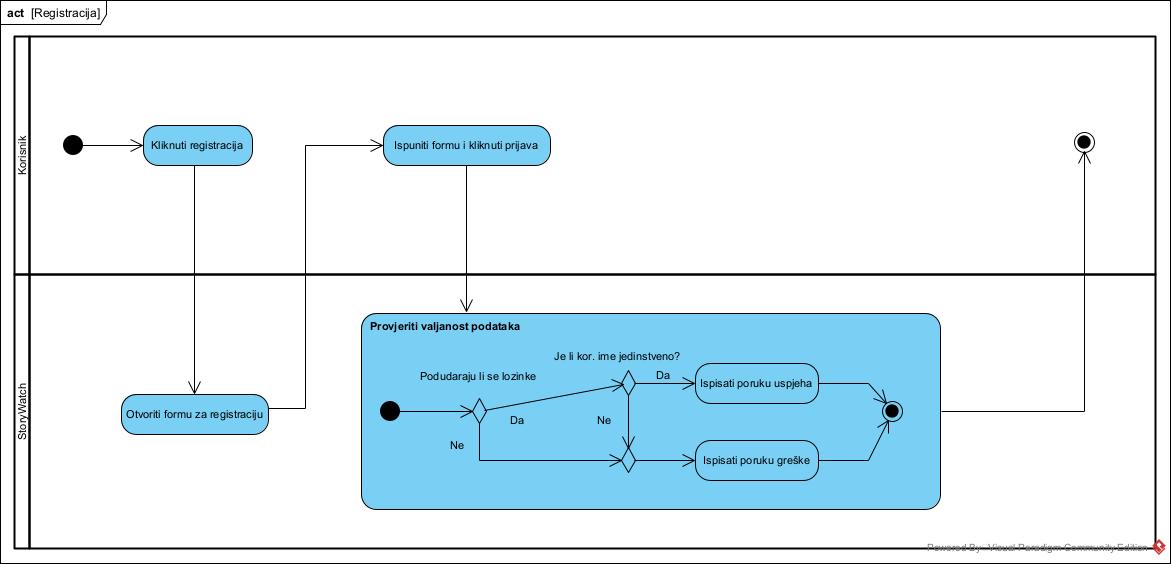 act [Registracija]
Korisnik
Kliknuti registracija
Ispuniti formu i kliknuti prijava
StoryWatch
Otvoriti formu za registraciju
Provjeriti valjanost podataka
Je li kor. ime jedinstveno?
Podudaraju li se lozinke
Da
Ispisati poruku uspjeha
Da
Ne
Ne
Ispisati poruku greške
Powered By: Visual Paradigm Community Edition